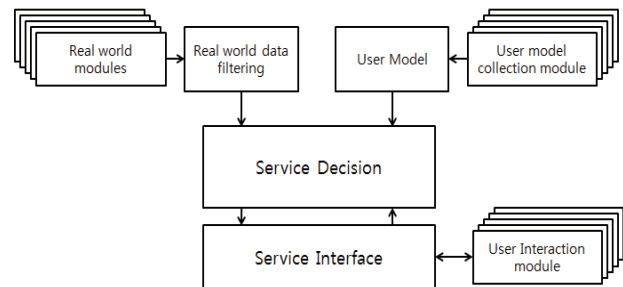 Real world
modules
Real world data
filtering
User Model
User model
collection module
Service Decision
Service Interface
User Interaction
module